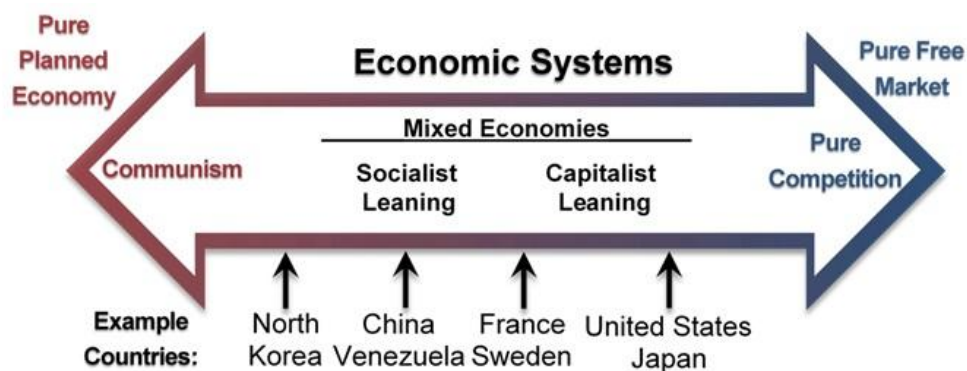 Pure
Planned
Economy
Economic Systems
Pure Free
Market
Mixed Economies
Communism
Socialist
Leaning
Capitalist
Leaning
Pure
Competition
Example
Countries:
North
Korea
China
Venezuela
France
Sweden
United States
Japan